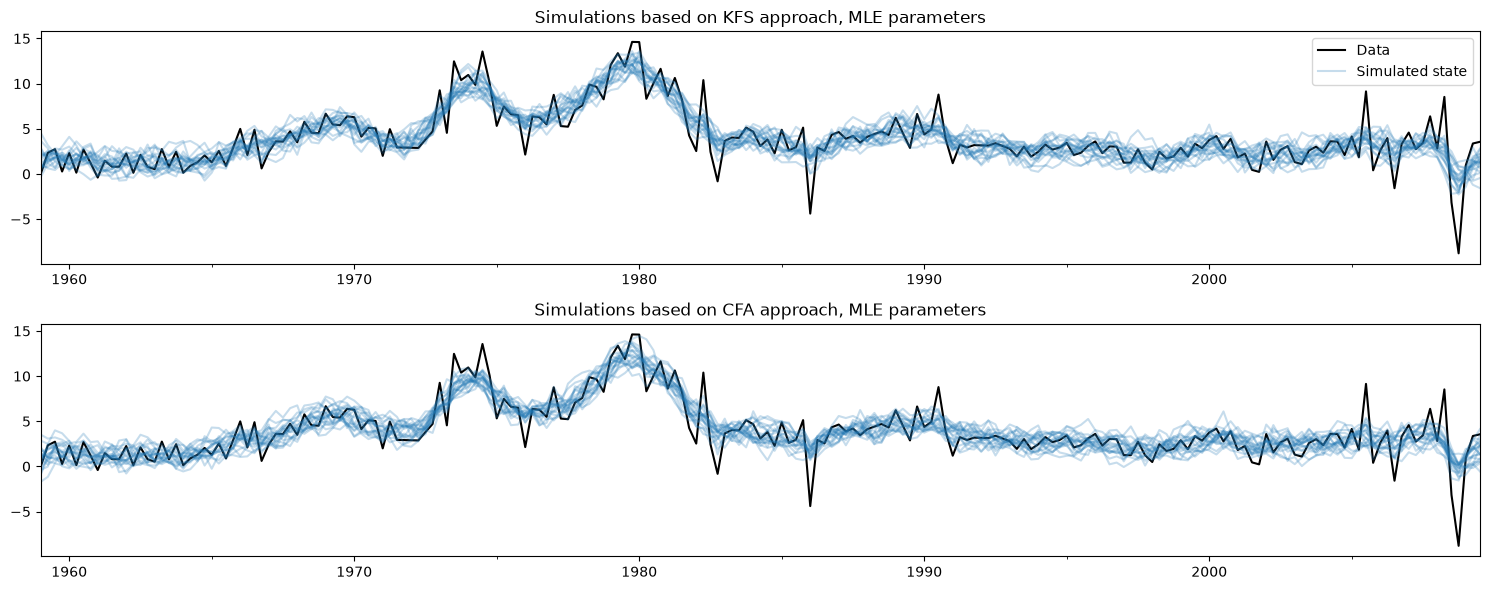 Simulations based on KFS approach, MLE parameters
15
10
5
0
−5
Data
Simulated state
1960 1970 1980 1990 2000
Simulations based on CFA approach, MLE parameters
15
10
5
0
−5
1960 1970 1980 1990 2000